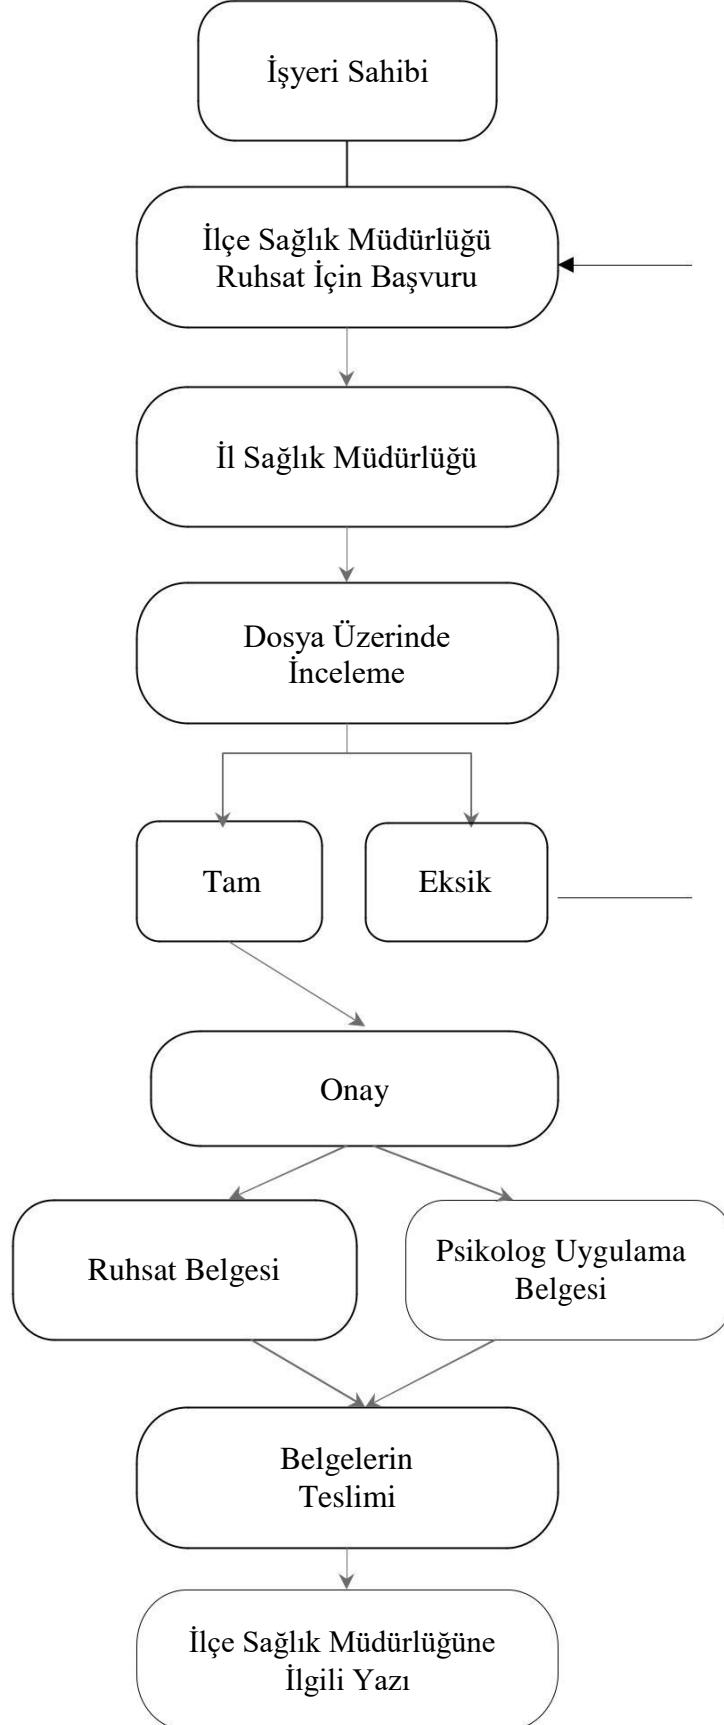 İşyeri Sahibi
İlçe Sağlık Müdürlüğü
Ruhsat İçin Başvuru
İl Sağlık Müdürlüğü
Dosya Üzerinde
İnceleme
Tam
Eksik
Onay
Ruhsat Belgesi
Psikolog Uygulama
Belgesi
Belgelerin
Teslimi
İlçe Sağlık Müdürlüğüne
İlgili Yazı